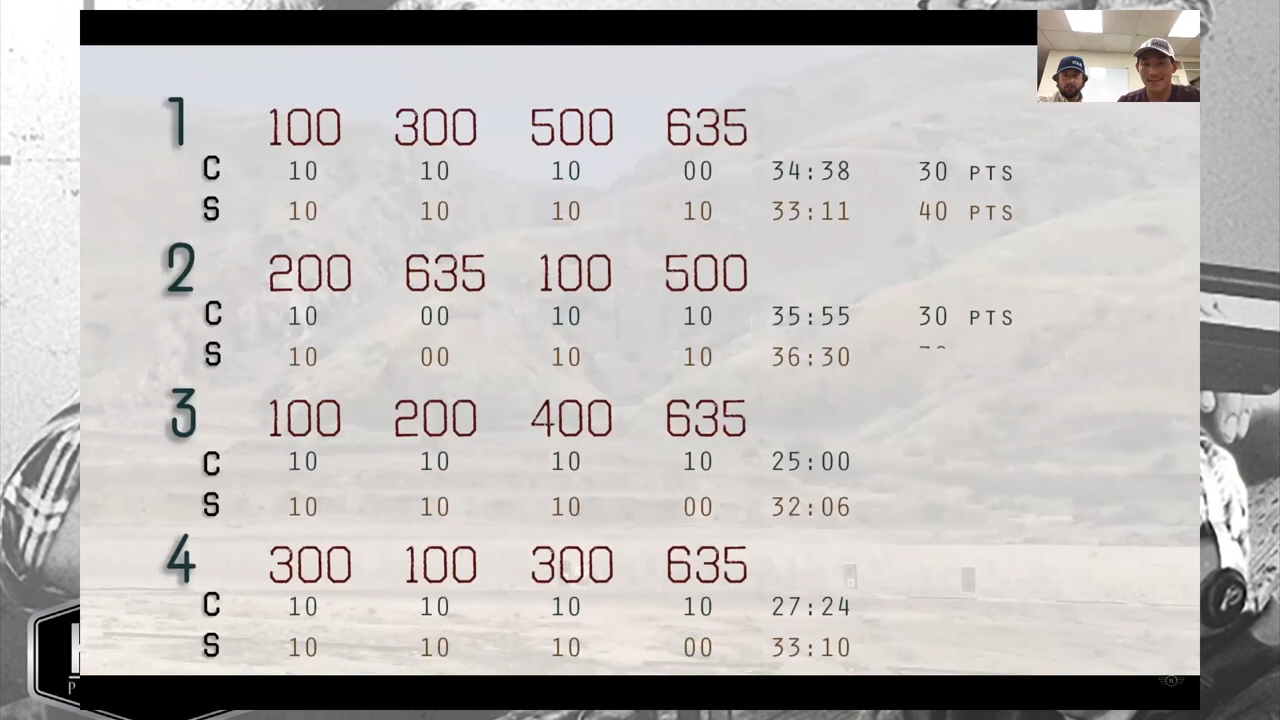 1 100 300 500 635
C 10 10 10 00 34:38 30 PTS
S 10 10 10 10 33:11 40 PTS
2 200 635 100 500
C 10 00 10 10 35:55 30 PTS
S 10 00 10 10 36:30
3 100 200 400 635
C 10 10 10 10 25:00
S 10 10 10 00 32:06
4 300 100 300 635
C 10 10 10 10 27:24
S 10 10 10 00 33:10